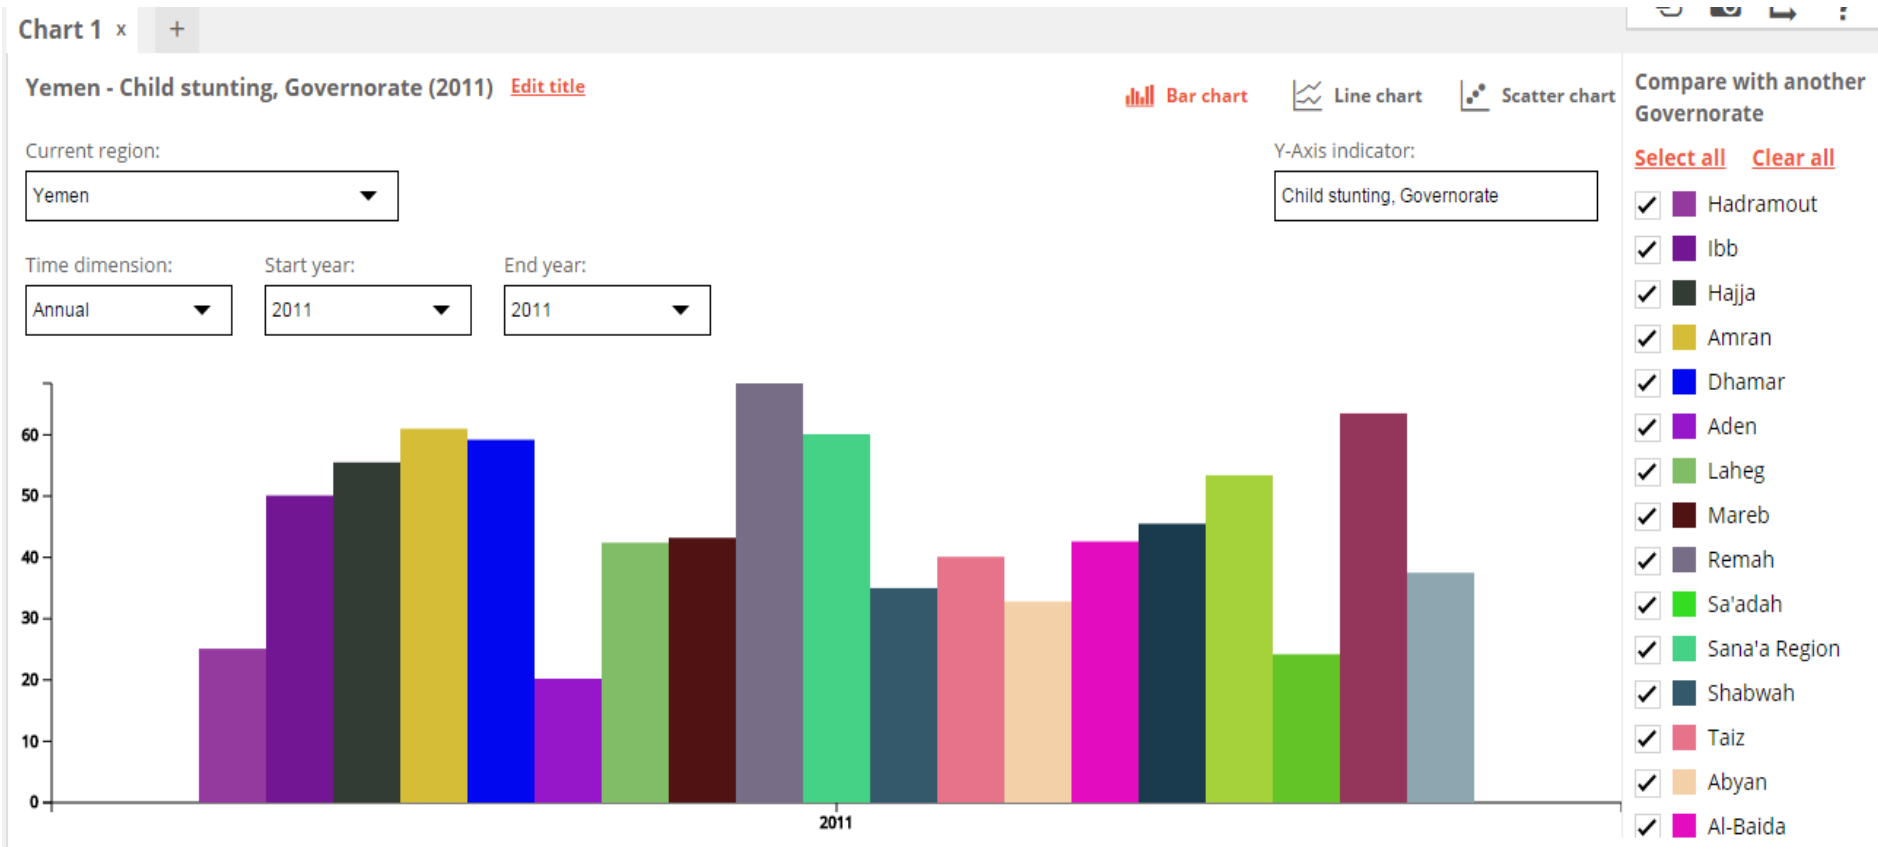 Chart 1 x +
Yemen - Child stunting, Governorate (2011) Edit title
Bar chart Line chart Scatter chart
Current region:
Yemen
Y-Axis indicator:
Child stunting, Governorate
Time dimension: Start year: End year:
Annual 2011 2011
60
50
40
30
20
10
0
2011
Compare with another
Governorate
Select all Clear all
Hadramout
Ibb
Hajja
Amran
Dhamar
Aden
Laheg
Mareb
Remah
Sa'adah
Sana'a Region
Shabwah
Taiz
Abyan
Al-Baida